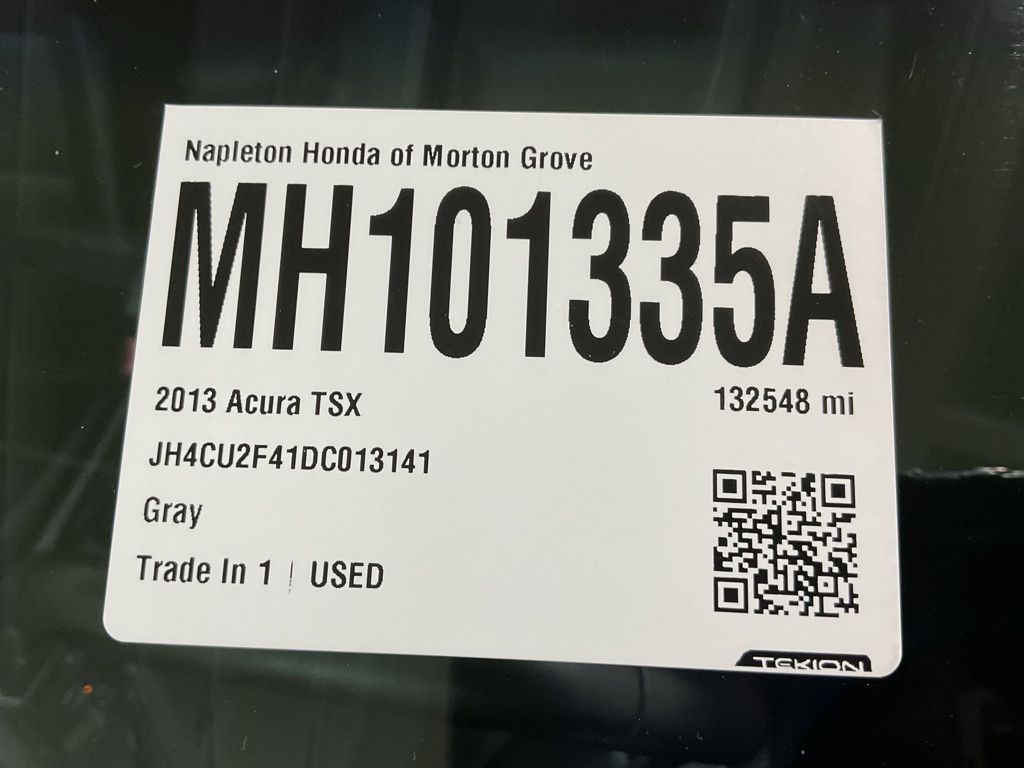 Napleton Honda of Morton Grove
MH101335A
2013 Acura TSX 132548 mi
JH4CU2F41DC013141
Gray
Trade In 1 | USED
TEKION